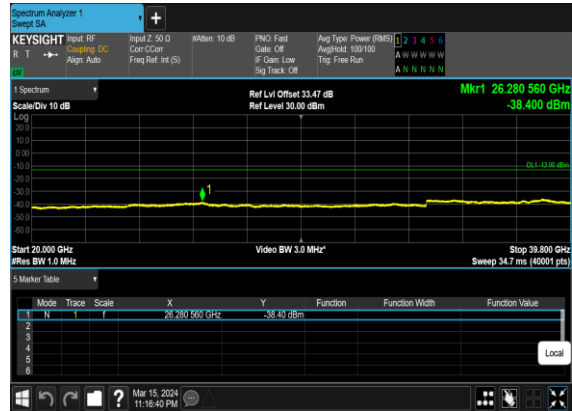 Spectrum Analyzer 1
Swept SA
+
KEYSIGHT
R T
Input: RF
Coupling: DC
Align: Auto
Input Z: 50 Ω
Corr CCorr
Freq Ref: Int (S)
#Atten: 10 dB
PNO: Fast
Gate: Off
IF Gain: Low
Sig Track: Off
Avg Type: Power (RMS)
Avg|Hold: 100/100
Trig: Free Run
1 2 3 4 5 6
A W W W W W
A N N N N N
1 Spectrum
Scale/Div 10 dB
Log
Ref Lvl Offset 33.47 dB
Ref Level 30.00 dBm
Mkr1 26.280 560 GHz
-38.400 dBm
20.0
10.0
0.00
-10.0
-20.0
-30.0
-40.0
-50.0
-60.0
DL1 -13.00 dBm
1
Start 20.000 GHz
#Res BW 1.0 MHz
Video BW 3.0 MHz*
Stop 39.800 GHz
Sweep 34.7 ms (40001 pts)
5 Marker Table
Mode Trace Scale X Y Function Function Width Function Value
1 N 1 f 26.280 560 GHz -38.40 dBm
2
3
4
5
6
Local
?
Mar 15, 2024
11:16:40 PM